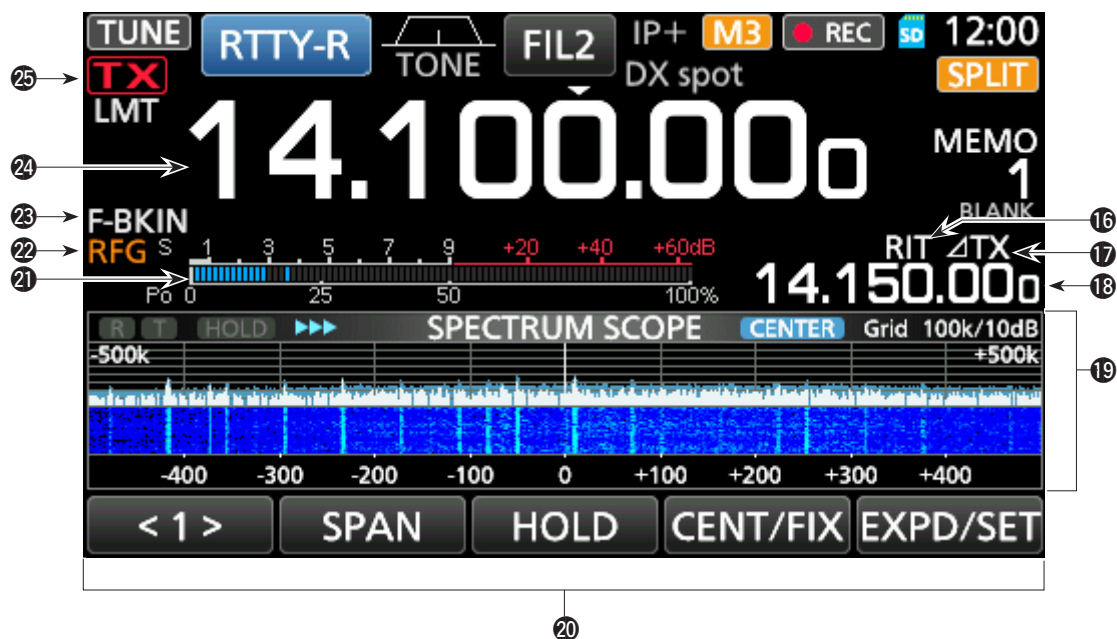 TUNE RTTY-R TONE FIL2 IP+ M3 REC SD 12:00
㉕ TX DX spot SPLIT
LMT
㉔ 14.100.000 MEMO
1
㉓ F-BKIN BLANK ⑯
㉒ RFG S 1 3 5 7 9 +20 +40 +60dB RIT ⊿TX ⑰
㉑ 14.150.000 ⑱
Po 0 25 50 100%
R T HOLD ▶▶▶ SPECTRUM SCOPE CENTER Grid 100k/10dB
-500k +500k
⑲
-400 -300 -200 -100 0 +100 +200 +300 +400
< 1 > SPAN HOLD CENT/FIX EXPD/SET
⑳